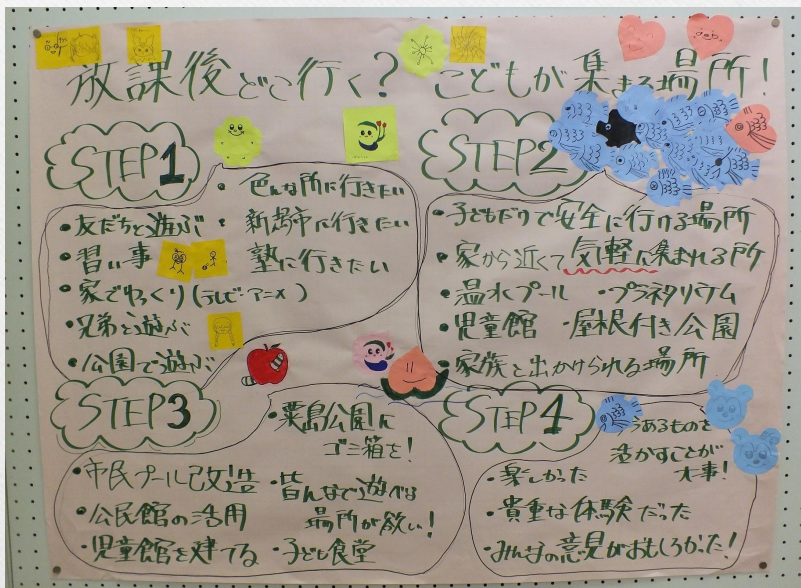 放課後どこ行く？ こどもが集まる場所！
STEP1
・友だちと遊ぶ
・習い事
・家でゆっくり(テレビ・アニメ)
・兄弟と遊ぶ
・公園で遊ぶ
・色んな所に行きたい
新潟市に行きたい
塾に行きたい
STEP2
・子どもだけで安全に行ける場所
・家から近くて気軽に集まれる所
・温水プール ・プラネタリウム
・児童館 ・屋根付き公園
・家族と出かけられる場所
STEP3
・粟島公園に
ゴミ箱を！
・市民プール改造
・公民館の活用
・児童館を建てる
・皆んなで遊べる
場所が欲しい！
・子ども食堂
STEP4
今あるものを
活かすことが
大事！
・楽しかった
・貴重な体験だった
・みんなの意見がおもしろかった！